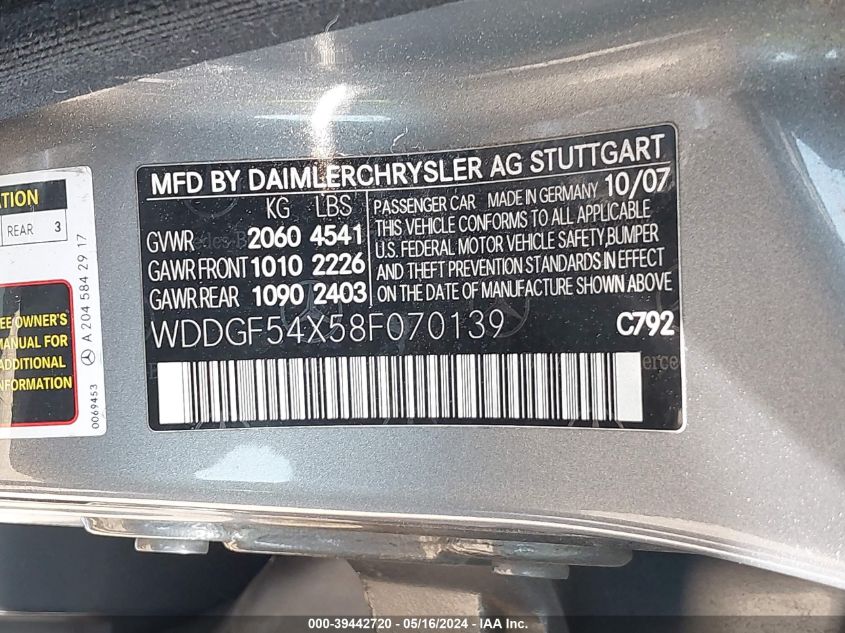 ATION
REAR 3
EE OWNER'S
MANUAL FOR
ADDITIONAL
NFORMATION
A 204 584 29 17
0069453
MFD BY DAIMLERCHRYSLER AG STUTTGART
KG LBS
GVWR 2060 4541
GAWR FRONT 1010 2226
GAWR REAR 1090 2403
PASSENGER CAR MADE IN GERMANY 10/07
THIS VEHICLE CONFORMS TO ALL APPLICABLE
U.S. FEDERAL MOTOR VEHICLE SAFETY, BUMPER
AND THEFT PREVENTION STANDARDS IN EFFECT
ON THE DATE OF MANUFACTURE SHOWN ABOVE
WDDGF54X58F070139 C792
000-39442720 - 05/16/2024 - IAAI.COM